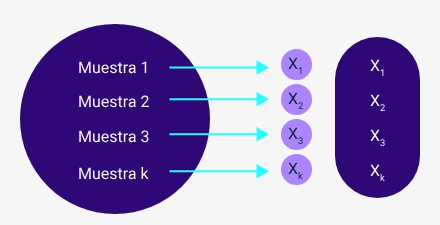 Muestra 1 X1 X1
Muestra 2 X2 X2
Muestra 3 X3 X3
Muestra k Xk Xk